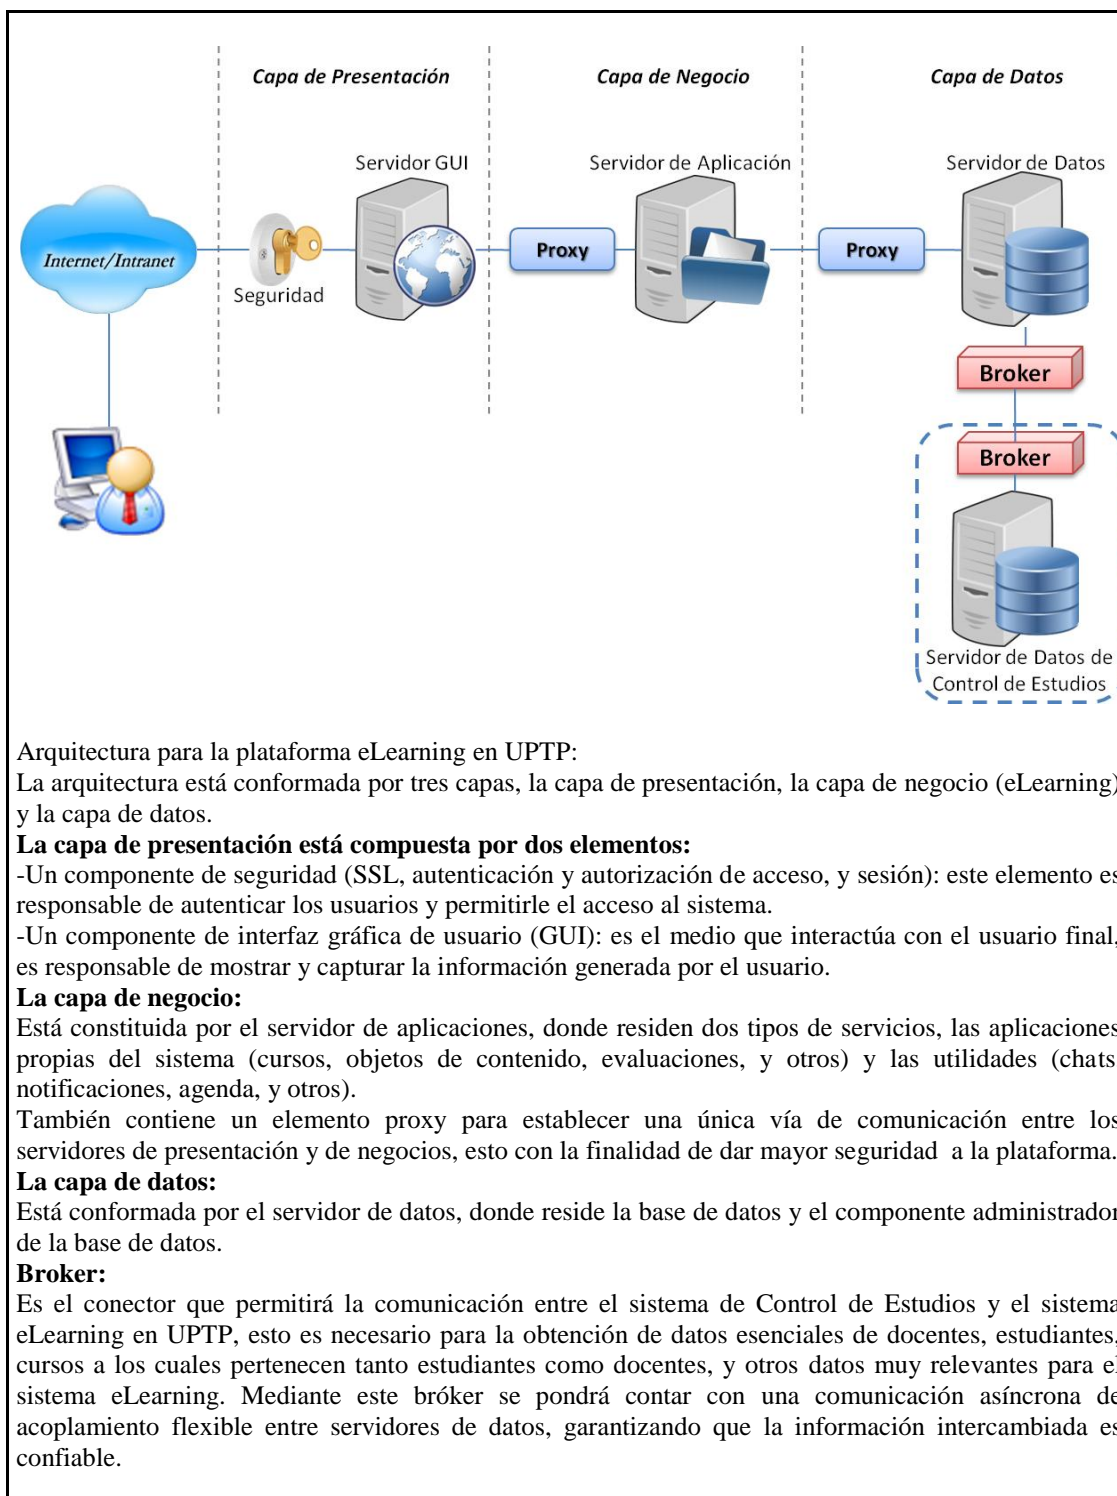 Capa de Presentación
Capa de Negocio
Capa de Datos
Servidor GUI
Servidor de Aplicación
Servidor de Datos
Internet/Intranet
Seguridad
Proxy
Proxy
Broker
Broker
Servidor de Datos de
Control de Estudios
Arquitectura para la plataforma eLearning en UPTP:
La arquitectura está conformada por tres capas, la capa de presentación, la capa de negocio (eLearning)
y la capa de datos.
La capa de presentación está compuesta por dos elementos:
-Un componente de seguridad (SSL, autenticación y autorización de acceso, y sesión): este elemento es
responsable de autenticar los usuarios y permitirle el acceso al sistema.
-Un componente de interfaz gráfica de usuario (GUI): es el medio que interactúa con el usuario final,
es responsable de mostrar y capturar la información generada por el usuario.
La capa de negocio:
Está constituida por el servidor de aplicaciones, donde residen dos tipos de servicios, las aplicaciones
propias del sistema (cursos, objetos de contenido, evaluaciones, y otros) y las utilidades (chats,
notificaciones, agenda, y otros).
También contiene un elemento proxy para establecer una única vía de comunicación entre los
servidores de presentación y de negocios, esto con la finalidad de dar mayor seguridad a la plataforma.
La capa de datos:
Está conformada por el servidor de datos, donde reside la base de datos y el componente administrador
de la base de datos.
Broker:
Es el conector que permitirá la comunicación entre el sistema de Control de Estudios y el sistema
eLearning en UPTP, esto es necesario para la obtención de datos esenciales de docentes, estudiantes,
cursos a los cuales pertenecen tanto estudiantes como docentes, y otros datos muy relevantes para el
sistema eLearning. Mediante este bróker se pondrá contar con una comunicación asíncrona de
acoplamiento flexible entre servidores de datos, garantizando que la información intercambiada es
confiable.